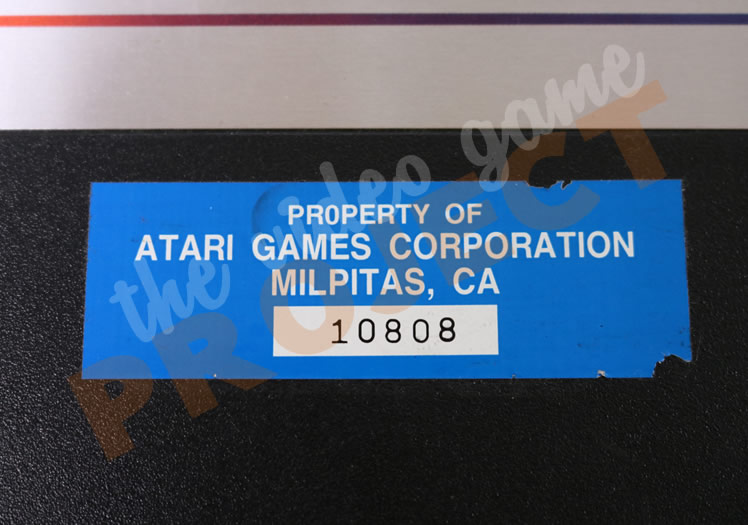 PROPERTY OF
ATARI GAMES CORPORATION
MILPITAS, CA
10808
the video game
PROJECT